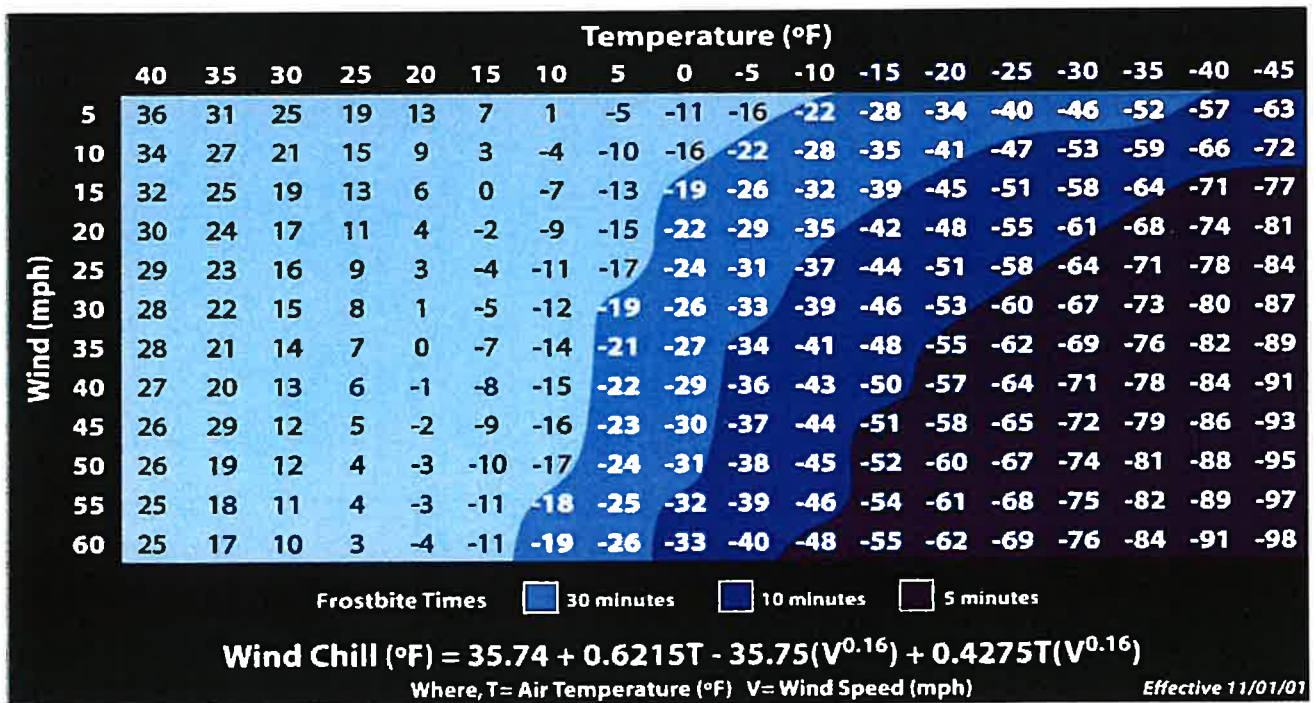 Temperature (ºF)
40 35 30 25 20 15 10 5 0 -5 -10 -15 -20 -25 -30 -35 -40 -45
Wind (mph)
5 36 31 25 19 13 7 1 -5 -11 -16 -22 -28 -34 -40 -46 -52 -57 -63
10 34 27 21 15 9 3 -4 -10 -16 -22 -28 -35 -41 -47 -53 -59 -66 -72
15 32 25 19 13 6 0 -7 -13 -19 -26 -32 -39 -45 -51 -58 -64 -71 -77
20 30 24 17 11 4 -2 -9 -15 -22 -29 -35 -42 -48 -55 -61 -68 -74 -81
25 29 23 16 9 3 -4 -11 -17 -24 -31 -37 -44 -51 -58 -64 -71 -78 -84
30 28 22 15 8 1 -5 -12 -19 -26 -33 -39 -46 -53 -60 -67 -73 -80 -87
35 28 21 14 7 0 -7 -14 -21 -27 -34 -41 -48 -55 -62 -69 -76 -82 -89
40 27 20 13 6 -1 -8 -15 -22 -29 -36 -43 -50 -57 -64 -71 -78 -84 -91
45 26 29 12 5 -2 -9 -16 -23 -30 -37 -44 -51 -58 -65 -72 -79 -86 -93
50 26 19 12 4 -3 -10 -17 -24 -31 -38 -45 -52 -60 -67 -74 -81 -88 -95
55 25 18 11 4 -3 -11 -18 -25 -32 -39 -46 -54 -61 -68 -75 -82 -89 -97
60 25 17 10 3 -4 -11 -19 -26 -33 -40 -48 -55 -62 -69 -76 -84 -91 -98
Frostbite Times 30 minutes 10 minutes 5 minutes
Wind Chill (ºF) = 35.74 + 0.6215T - 35.75(V^0.16) + 0.4275T(V^0.16)
Where, T= Air Temperature (ºF) V= Wind Speed (mph) Effective 11/01/01